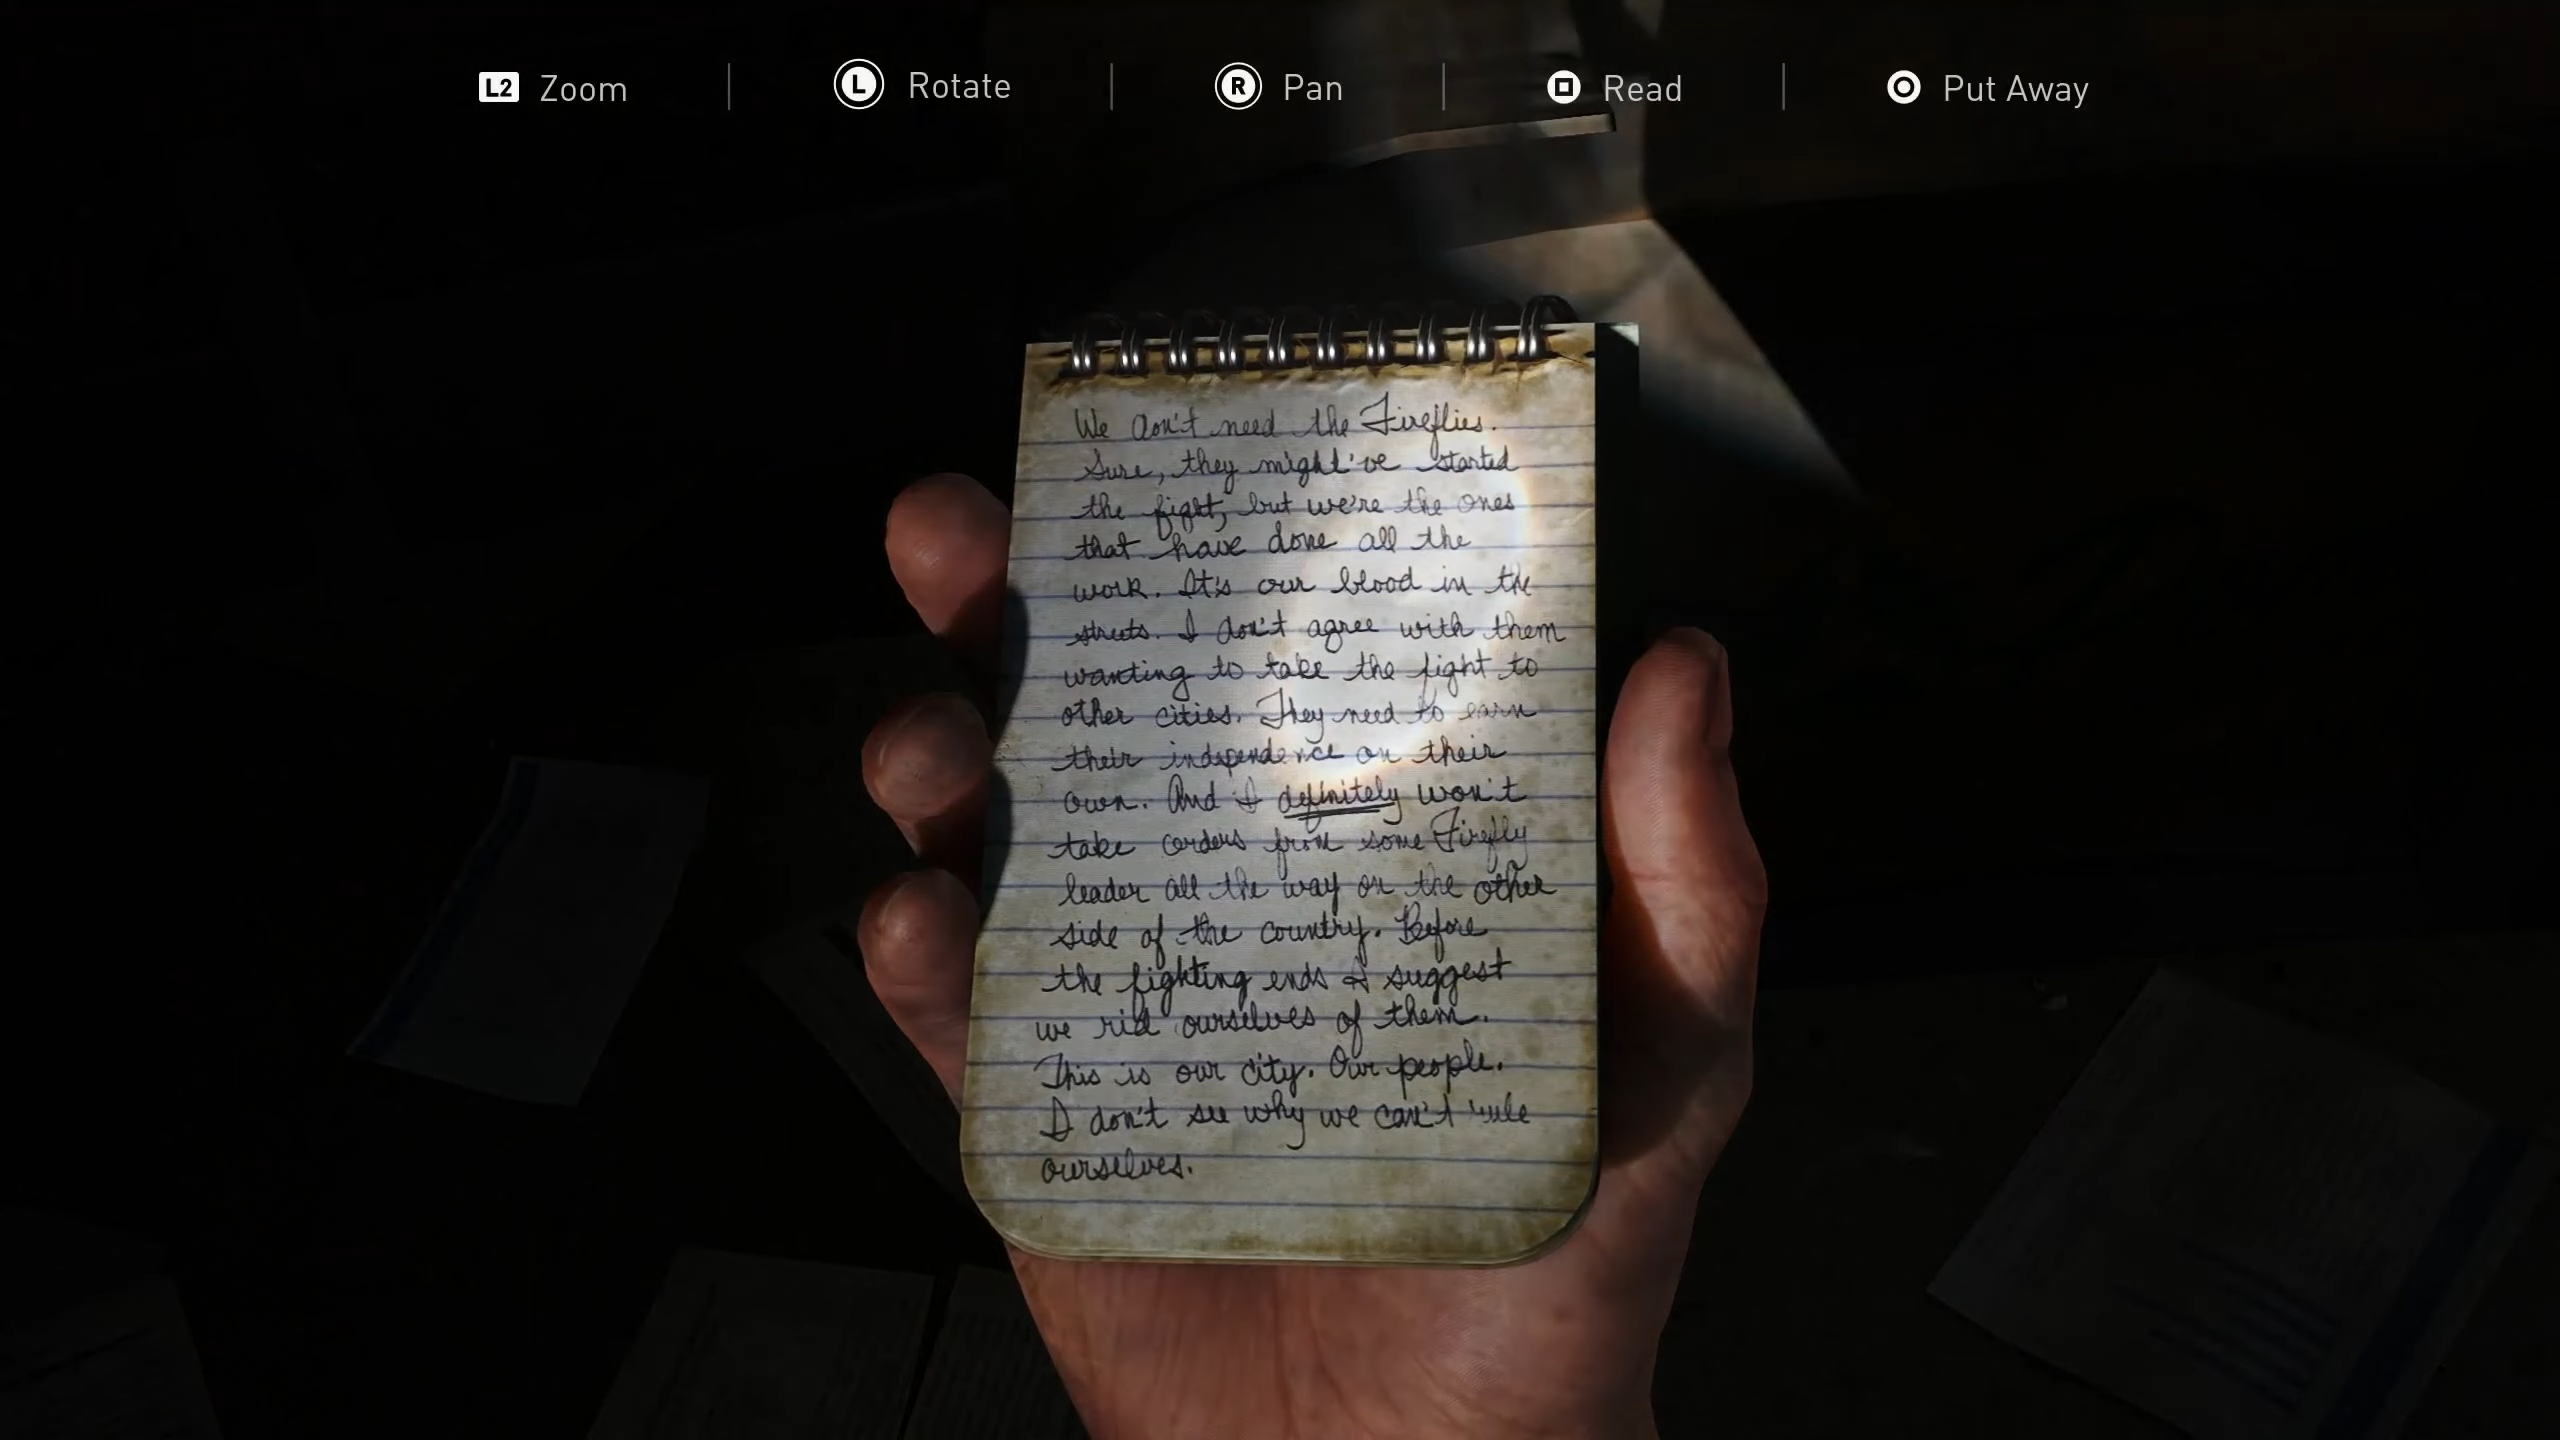 L2 Zoom | L Rotate | R Pan | Read | Put Away
We don't need the Fireflies.
Sure, they might've started
the fight, but we're the ones
that have done all the
work. It's our blood in the
streets. I don't agree with them
wanting to take the fight to
other cities. They need to earn
their independence on their
own. And I definitely won't
take orders from some Firefly
leader all the way on the other
side of the country. Before
the fighting ends I suggest
we rid ourselves of them.
This is our city. Our people.
I don't see why we can't rule
ourselves.